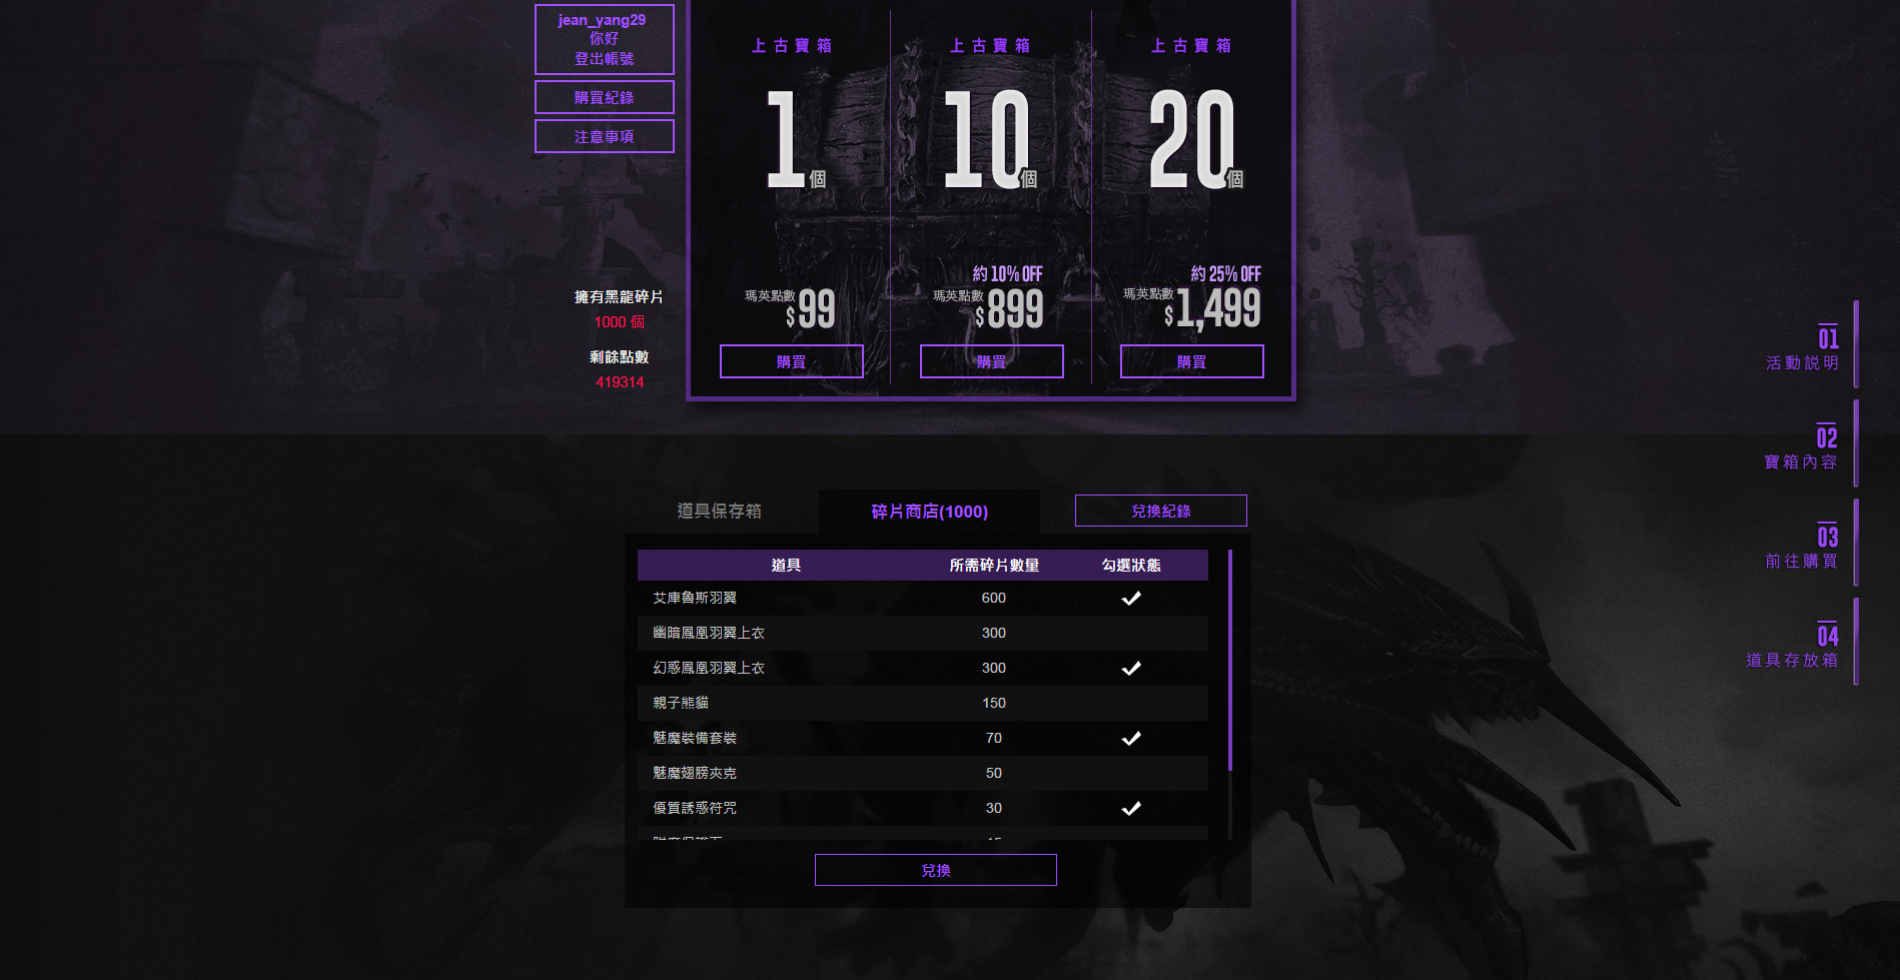 jean_yang29
你好
登出帳號
購買紀錄
注意事項
擁有黑龍碎片
1000 個
剩餘點數
419314
上古寶箱
1個
瑪英點數
$99
購買
上古寶箱
10個
約 10% OFF
瑪英點數
$899
購買
上古寶箱
20個
約 25% OFF
瑪英點數
$1,499
購買
01
活動說明
02
寶箱內容
03
前往購買
04
道具存放箱
道具保存箱 碎片商店(1000) 兌換紀錄
道具 所需碎片數量 勾選狀態
艾庫魯斯羽翼 600
幽暗鳳凰羽翼上衣 300
幻惑鳳凰羽翼上衣 300
親子熊貓 150
魅魔裝備套裝 70
魅魔翅膀夾克 50
優質誘惑符咒 30
兌換